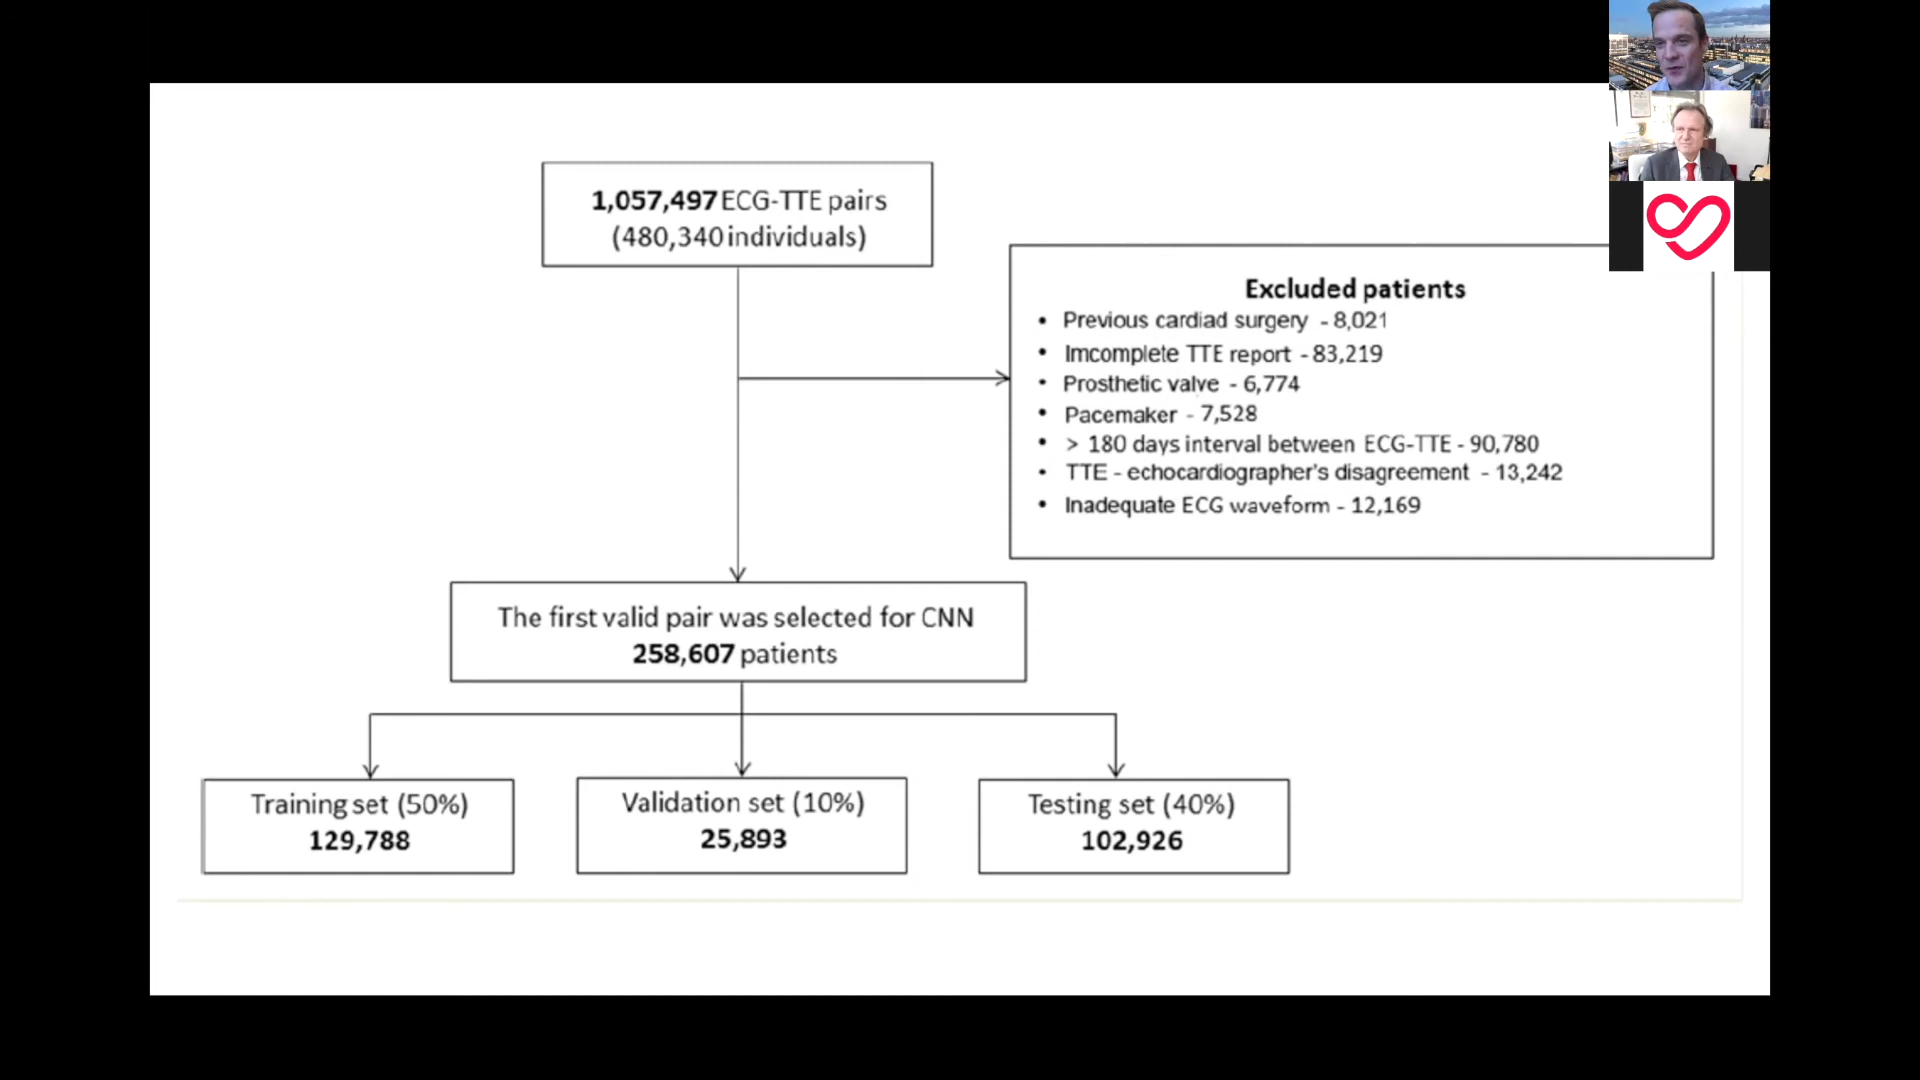 1,057,497 ECG-TTE pairs
(480,340 individuals)
Excluded patients
• Previous cardiad surgery - 8,021
• Imcomplete TTE report - 83,219
• Prosthetic valve - 6,774
• Pacemaker - 7,528
• > 180 days interval between ECG-TTE - 90,780
• TTE - echocardiographer's disagreement - 13,242
• Inadequate ECG waveform - 12,169
The first valid pair was selected for CNN
258,607 patients
Training set (50%)
129,788
Validation set (10%)
25,893
Testing set (40%)
102,926